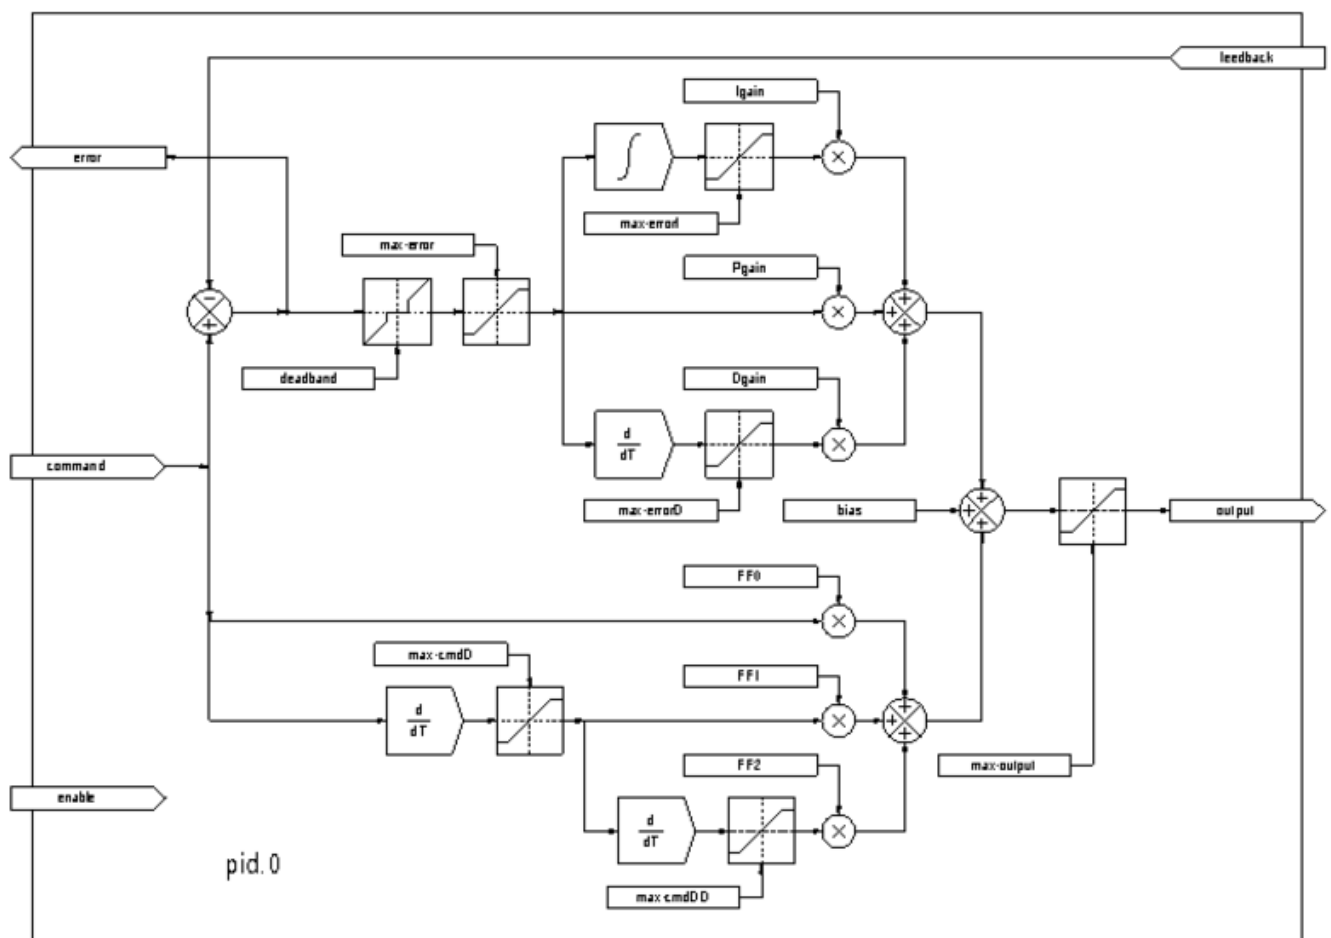 feedback
Igain
error
max-errorI
max-error
Pgain
deadband
Dgain
d
dT
command
max-errorD
bias
output
FF0
max-cmdD
FF1
d
dT
FF2
max-output
enable
d
dT
pid.0
max-cmdDD